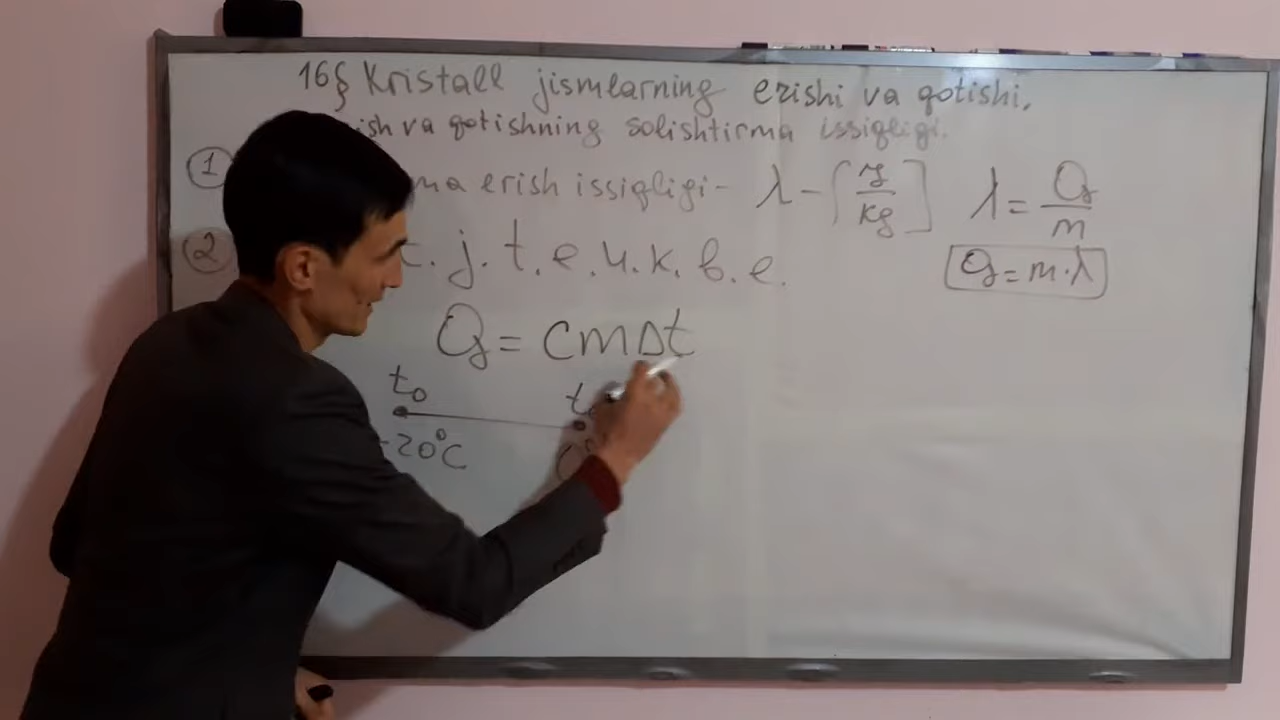 16§ Kristall jismlarning erishi va qotishi,
ish va qotishning solishtirma issiqligi.
1 ma erish issiqligi- λ-[J/kg] λ=Q/m
2 t. j. t. e. u. k. b. e. Q=m·λ
Q=cmΔt
t₀
-20°C